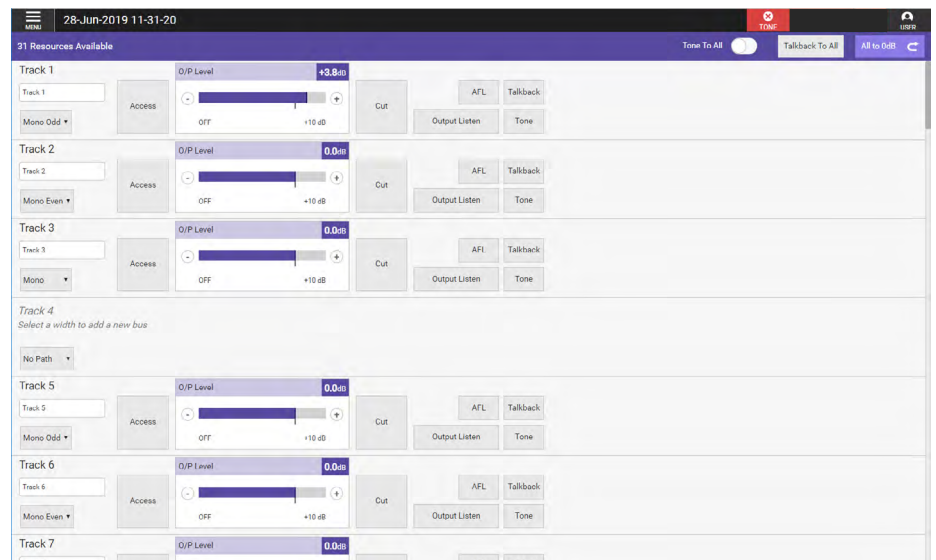 MENU
28-Jun-2019 11-31-20
TONE
USER
31 Resources Available
Tone To All
Talkback To All
All to 0dB
Track 1
O/P Level
+3.8dB
Track 1
Access
-
+
Cut
AFL
Talkback
Mono Odd
OFF
+10 dB
Output Listen
Tone
Track 2
O/P Level
0.0dB
Track 2
Access
-
+
Cut
AFL
Talkback
Mono Even
OFF
+10 dB
Output Listen
Tone
Track 3
O/P Level
0.0dB
Track 3
Access
-
+
Cut
AFL
Talkback
Mono
OFF
+10 dB
Output Listen
Tone
Track 4
Select a width to add a new bus
No Path
Track 5
O/P Level
0.0dB
Track 5
Access
-
+
Cut
AFL
Talkback
Mono Odd
OFF
+10 dB
Output Listen
Tone
Track 6
O/P Level
0.0dB
Track 6
Access
-
+
Cut
AFL
Talkback
Mono Even
OFF
+10 dB
Output Listen
Tone
Track 7
O/P Level
0.0dB